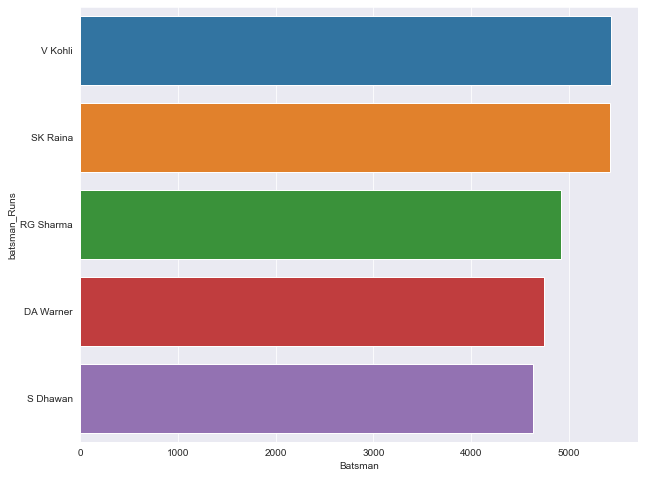 V Kohli
SK Raina
RG Sharma
DA Warner
S Dhawan
batsman_Runs
0 1000 2000 3000 4000 5000
Batsman